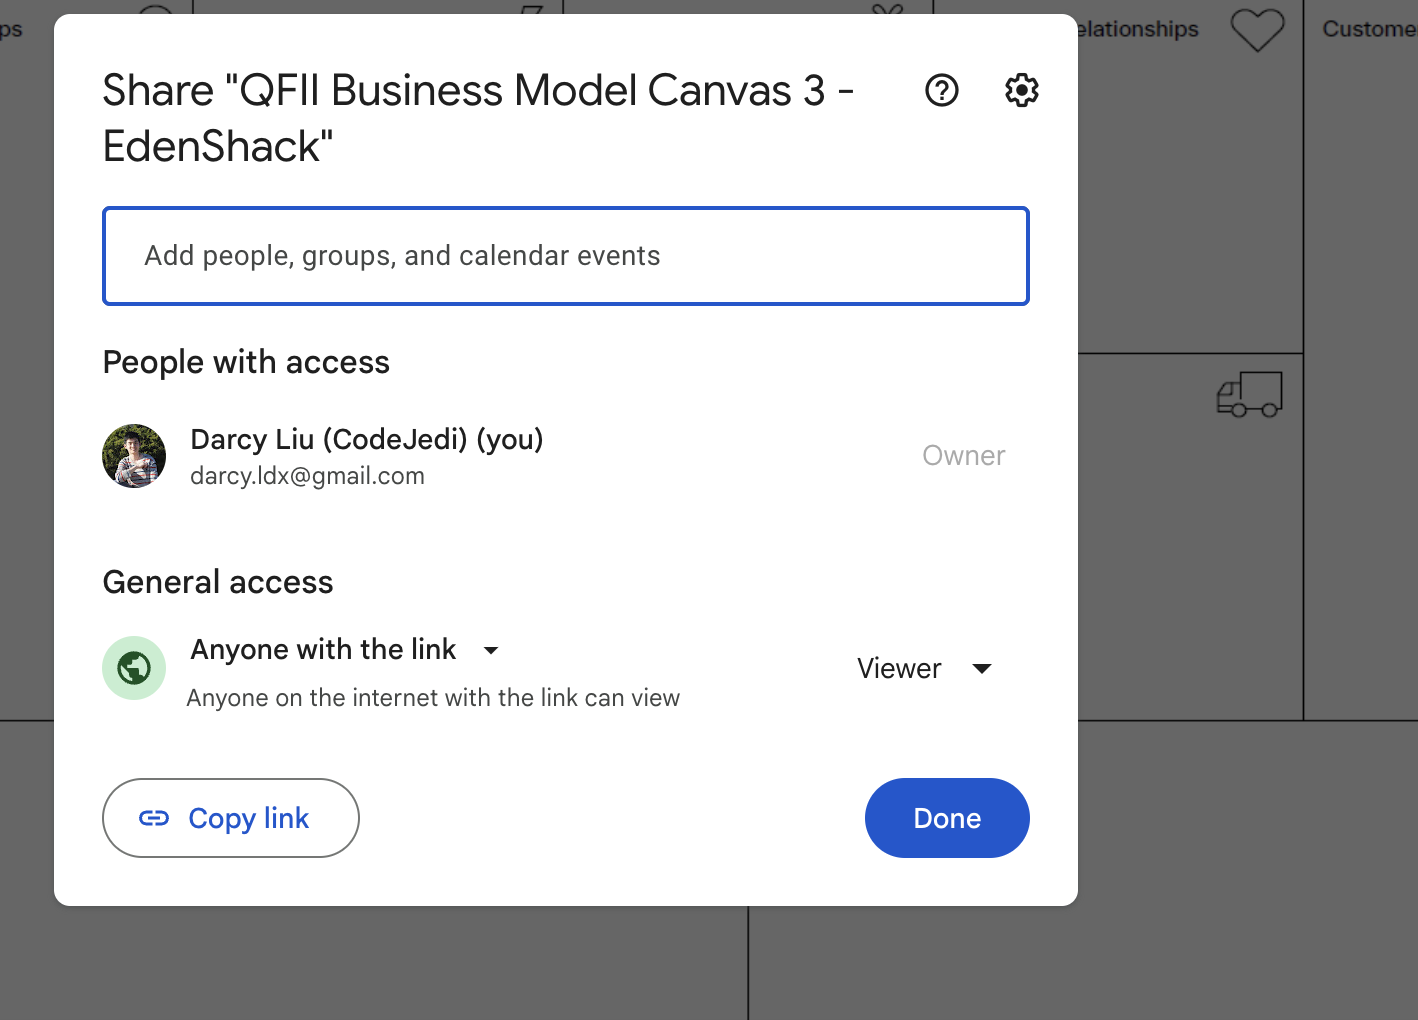 ps
elationships
Custome
Share "QFII Business Model Canvas 3 -
EdenShack"
Add people, groups, and calendar events
People with access
Darcy Liu (CodeJedi) (you)
darcy.ldx@gmail.com
Owner
General access
Anyone with the link
Anyone on the internet with the link can view
Viewer
Copy link
Done